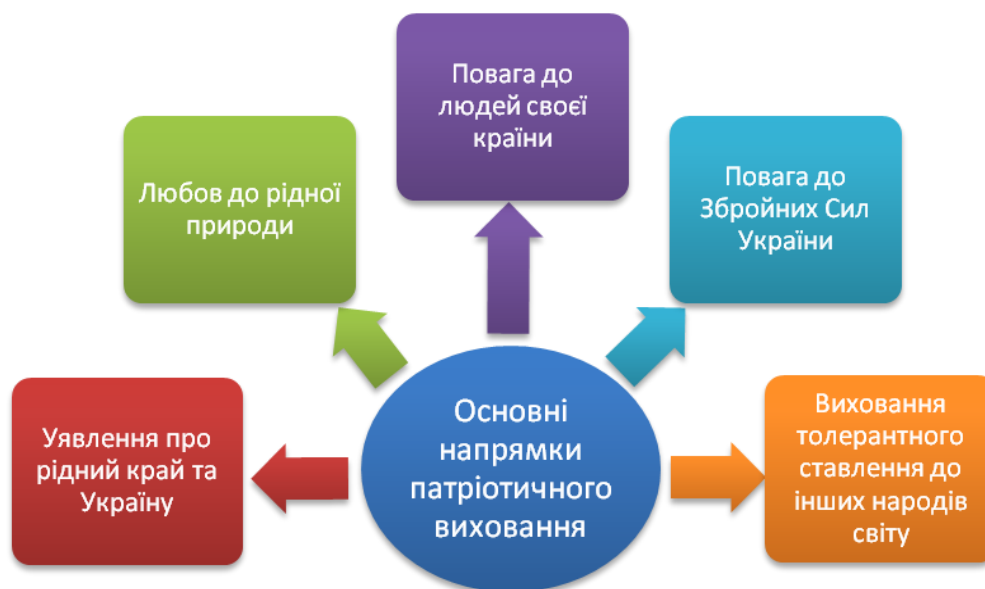 Повага до
людей своєї
країни
Любов до рідної
природи
Повага до
Збройних Сил
України
Уявлення про
рідний край та
Україну
Основні
напрямки
патріотичного
виховання
Виховання
толерантного
ставлення до
інших народів
світу